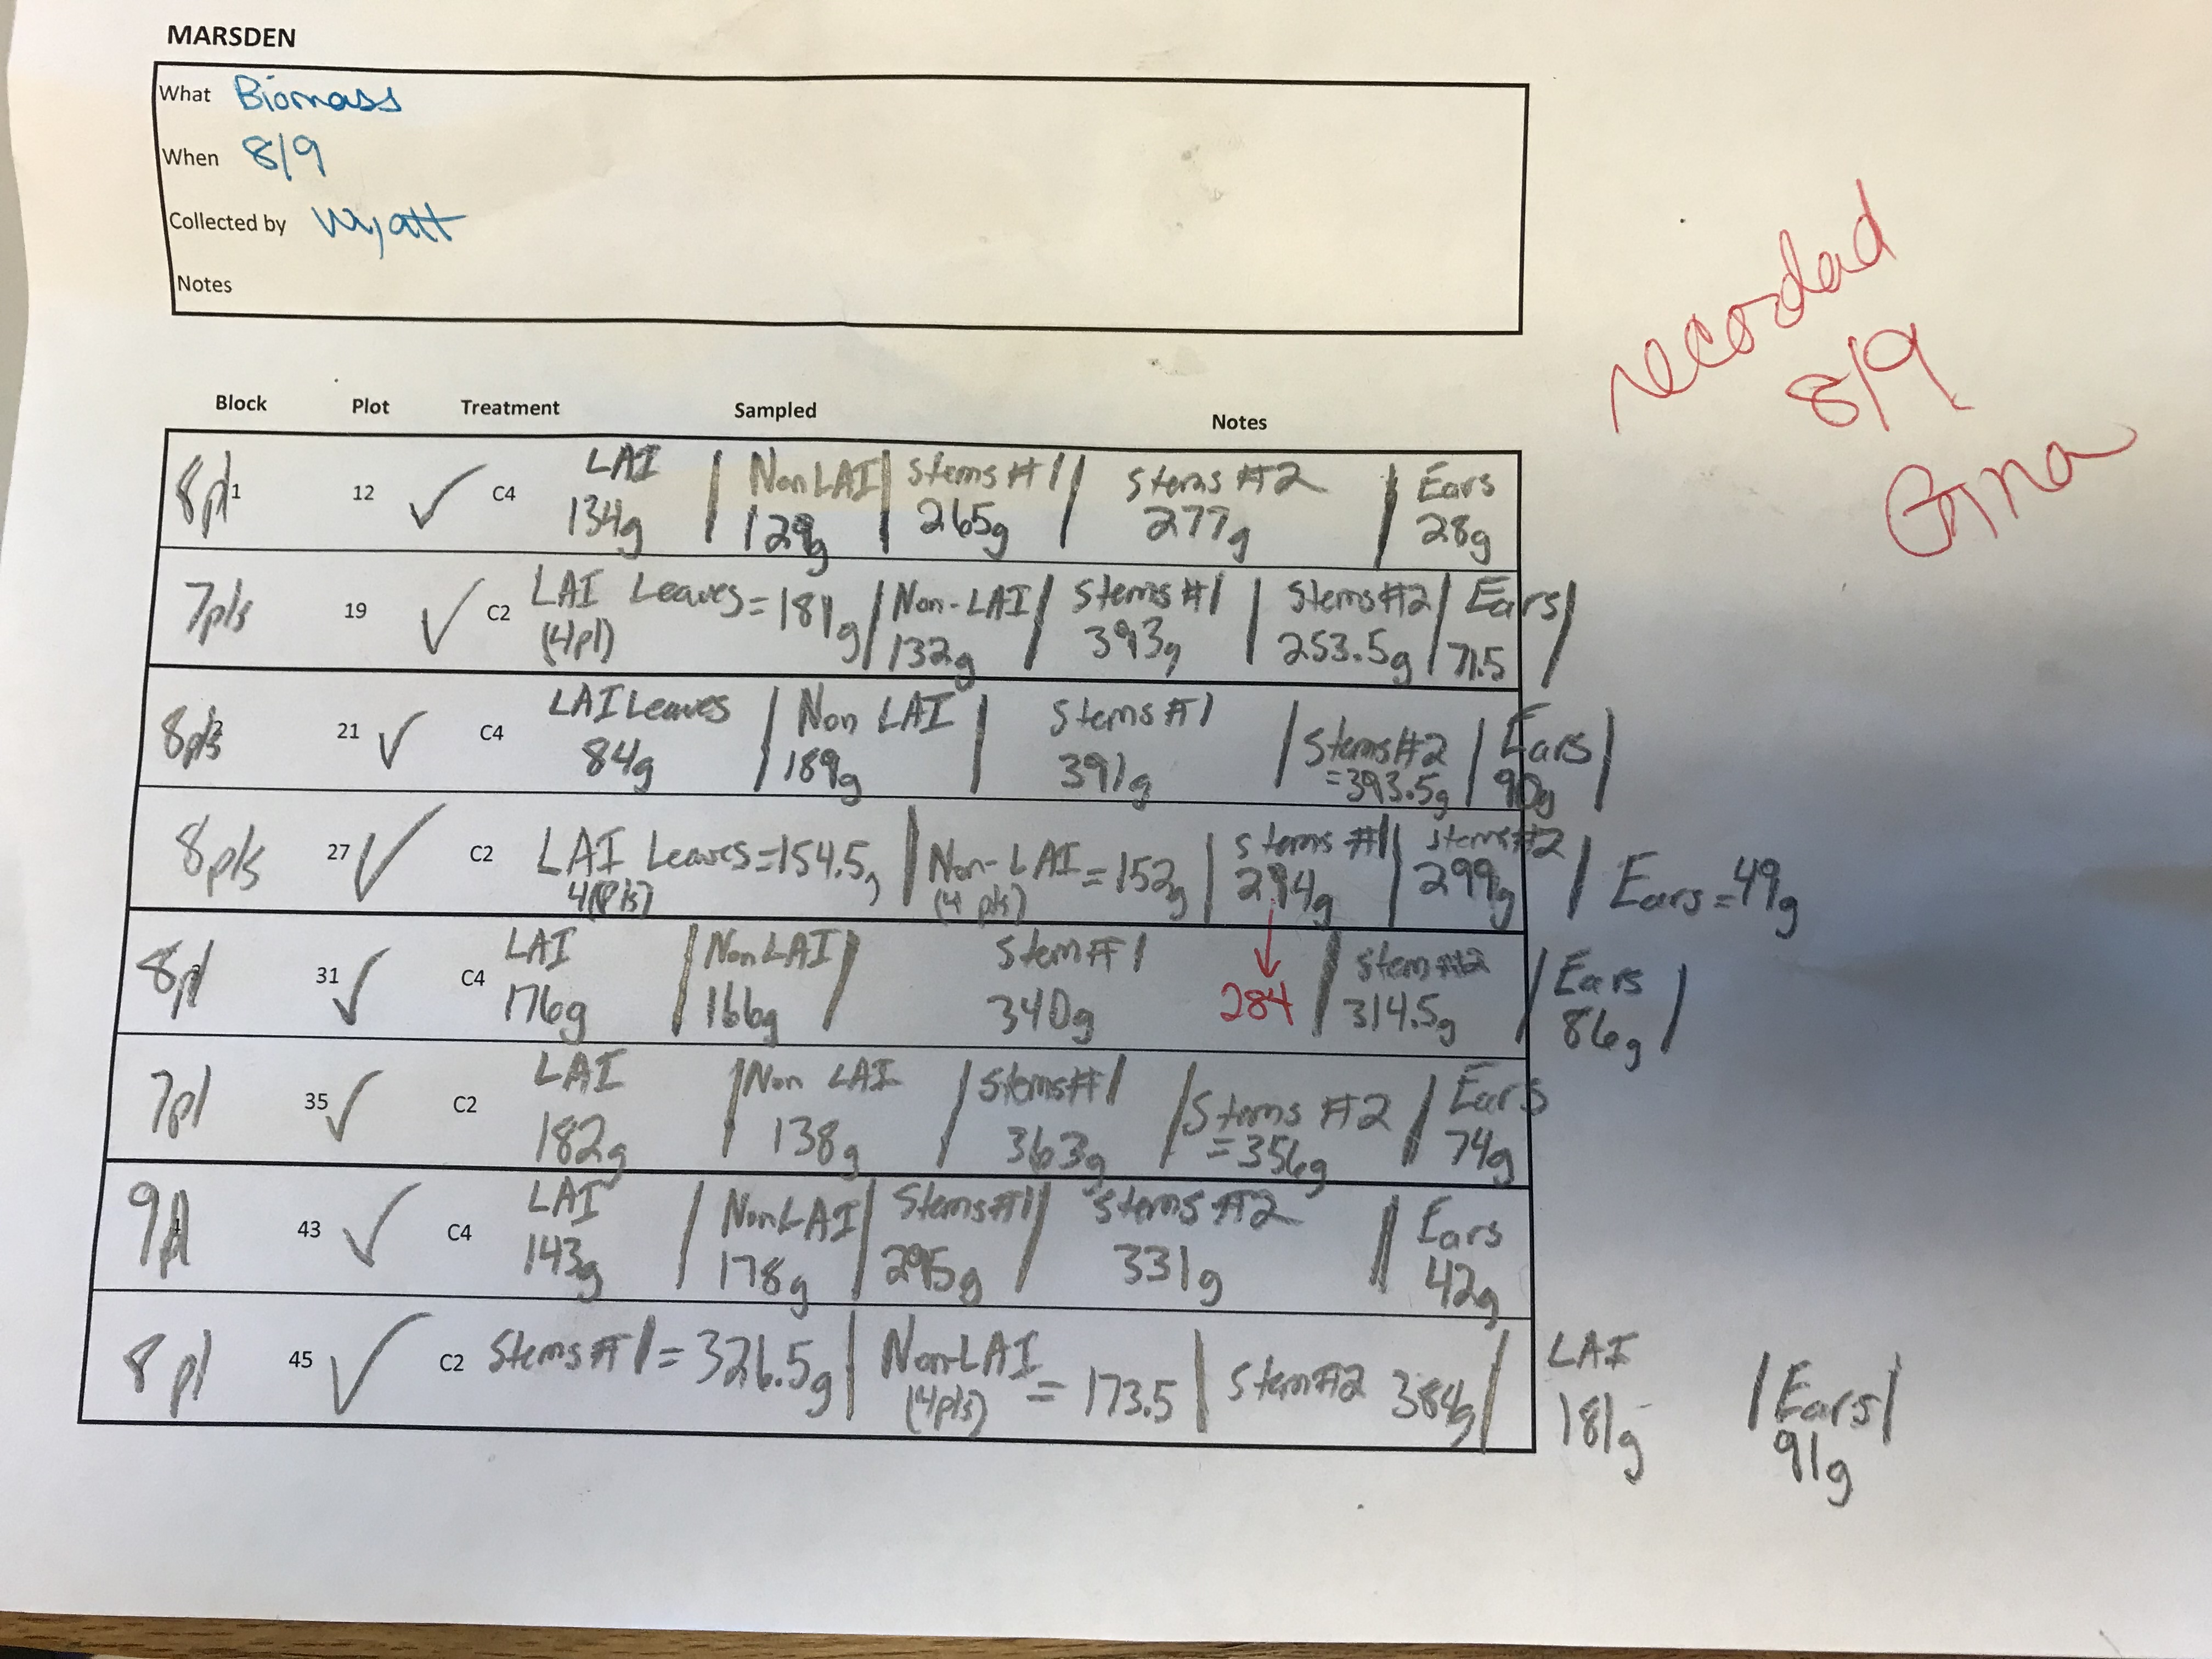 MARSDEN
What Biomass
When 8/9
Collected by Wyatt
Notes
recorded
8/9
Gina
Block Plot Treatment Sampled Notes
8pl 1 12 ✓ C4 LAI | Non LAI | Stems #1 | Stems #2 | Ears
134g | 129g | 265g | 277g | 28g
7pls 19 ✓ C2 LAI Leaves = 181g | Non-LAI | Stems #1 | Stems #2 | Ears |
(4pl) 132g | 393g | 253.5g | 71.5
8pls 2 21 ✓ C4 LAI Leaves | Non LAI | Stems #1 | Stems #2 | Ears |
84g | 189g | 391g | =393.5g | 90g
8pls 27 ✓ C2 LAI Leaves = 154.5g | Non-LAI = 152g | Stems #1 | Stems #2 | Ears = 49g
4(pls) (4 pls) 294g | 299g
8pl 31 ✓ C4 LAI | Non LAI | Stem #1 | Stem #2 | Ears
176g | 166g | 340g 284 | 314.5g | 86g |
7pl 35 ✓ C2 LAI | Non LAI | Stems #1 | Stems #2 | Ears
182g | 138g | 363g | =356g | 74g
9pl 43 ✓ C4 LAI | Non LAI | Stems #1 | Stems #2 | Ears
143g | 178g | 295g | 331g | 42g
8pl 45 ✓ C2 Stems #1 = 326.5g | Non-LAI = 173.5 | Stem #2 384g | LAI | Ears |
(4pls) 181g 91g